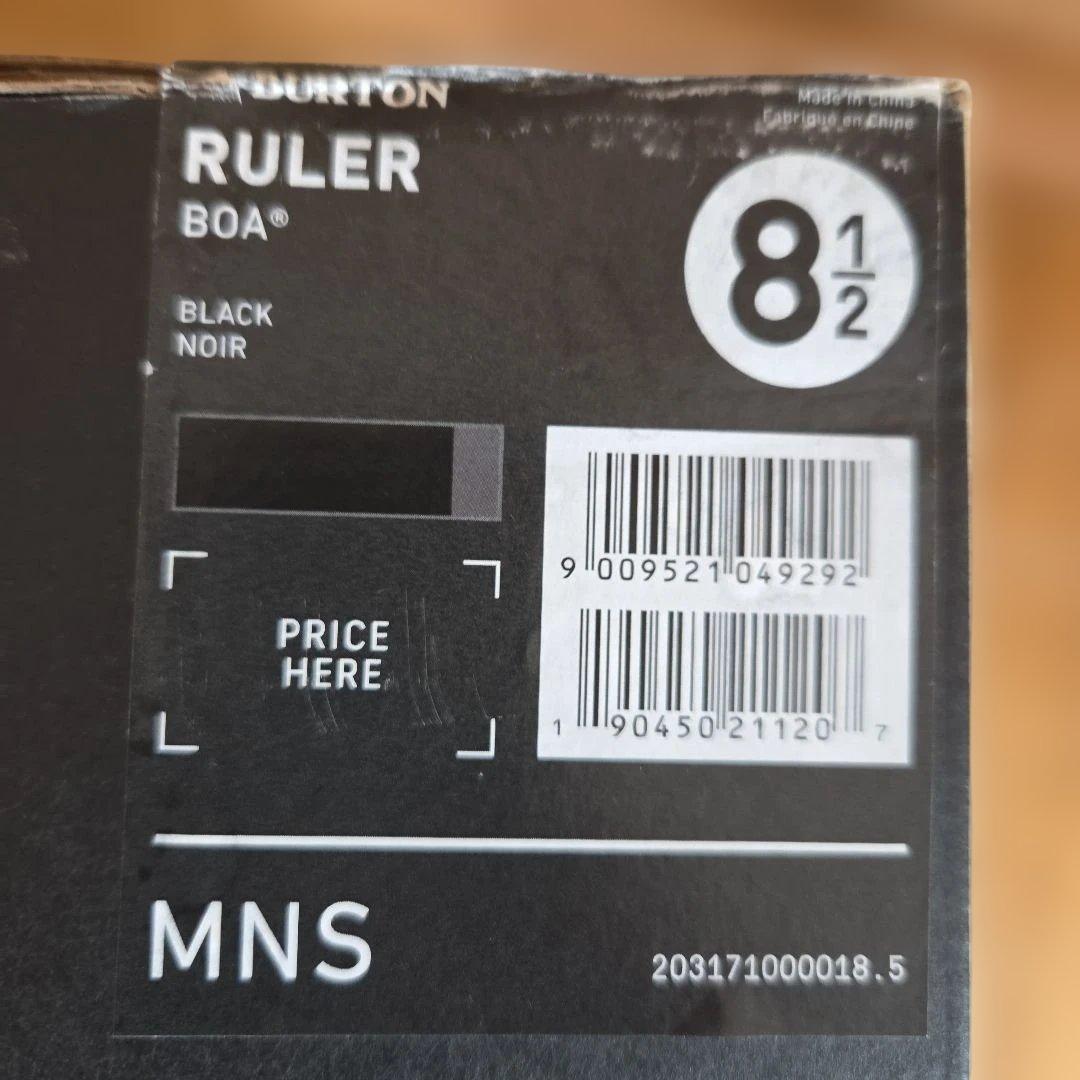 BURTON
Made in China
Fabriqué en Chine
RULER
BOA®
8 1/2
BLACK
NOIR
9 009521 049292
PRICE
HERE
1 90450 21120 7
MNS
203171000018.5